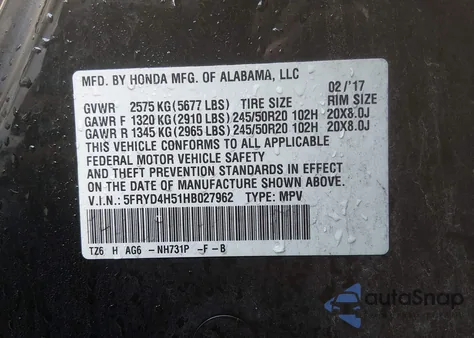 MFD. BY HONDA MFG. OF ALABAMA, LLC
GVWR 2575 KG (5677 LBS) TIRE SIZE 02/'17 RIM SIZE
GAWR F 1320 KG (2910 LBS) 245/50R20 102H 20X8.0J
GAWR R 1345 KG (2965 LBS) 245/50R20 102H 20X8.0J
THIS VEHICLE CONFORMS TO ALL APPLICABLE
FEDERAL MOTOR VEHICLE SAFETY
AND THEFT PREVENTION STANDARDS IN EFFECT
ON THE DATE OF MANUFACTURE SHOWN ABOVE.
V.I.N.: 5FRYD4H51HB027962 TYPE: MPV
TZ6 H AG6 -NH731P -F -B
autoSnap